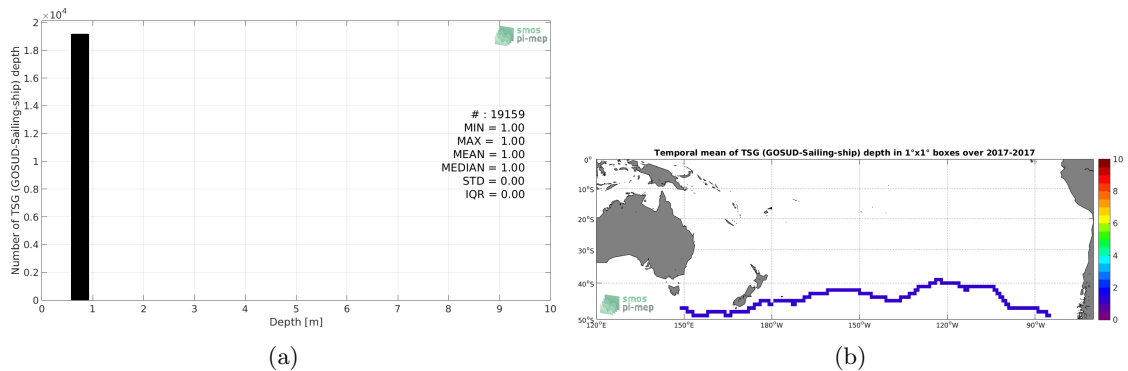 ×10⁴
2
1.8
1.6
1.4
1.2
1
0.8
0.6
0.4
0.2
0
Number of TSG (GOSUD-Sailing-ship) depth
smos
pi-mep
# : 19159
MIN = 1.00
MAX = 1.00
MEAN = 1.00
MEDIAN = 1.00
STD = 0.00
IQR = 0.00
0 1 2 3 4 5 6 7 8 9 10
Depth [m]
(a)
Temporal mean of TSG (GOSUD-Sailing-ship) depth in 1°x1° boxes over 2017-2017
0°
10°S
20°S
30°S
40°S
50°S
smos
pi-mep
120°E 150°E 180°W 150°W 120°W 90°W
10
8
6
4
2
0
(b)